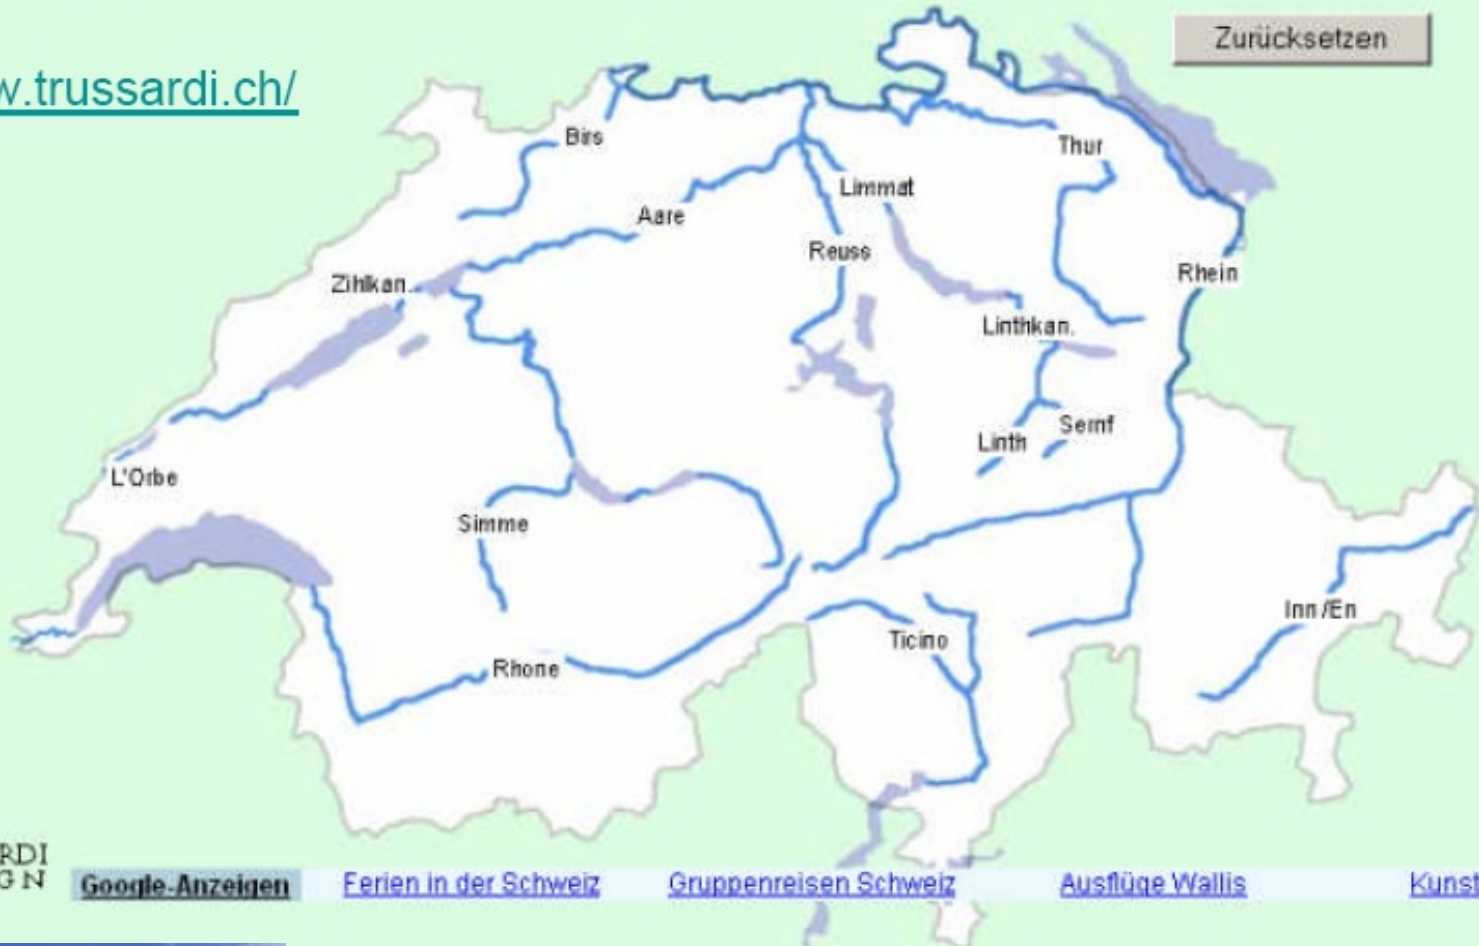 Zurücksetzen
w.trussardi.ch/
Birs
Thur
Limmat
Aare
Reuss
Rhein
Zihlkan..
Linthkan.
Sernf
Linth
L'Orbe
Simme
Inn/En
Ticino
Rhone
RDI
GN
Google-Anzeigen Ferien in der Schweiz Gruppenreisen Schweiz Ausflüge Wallis Kunst